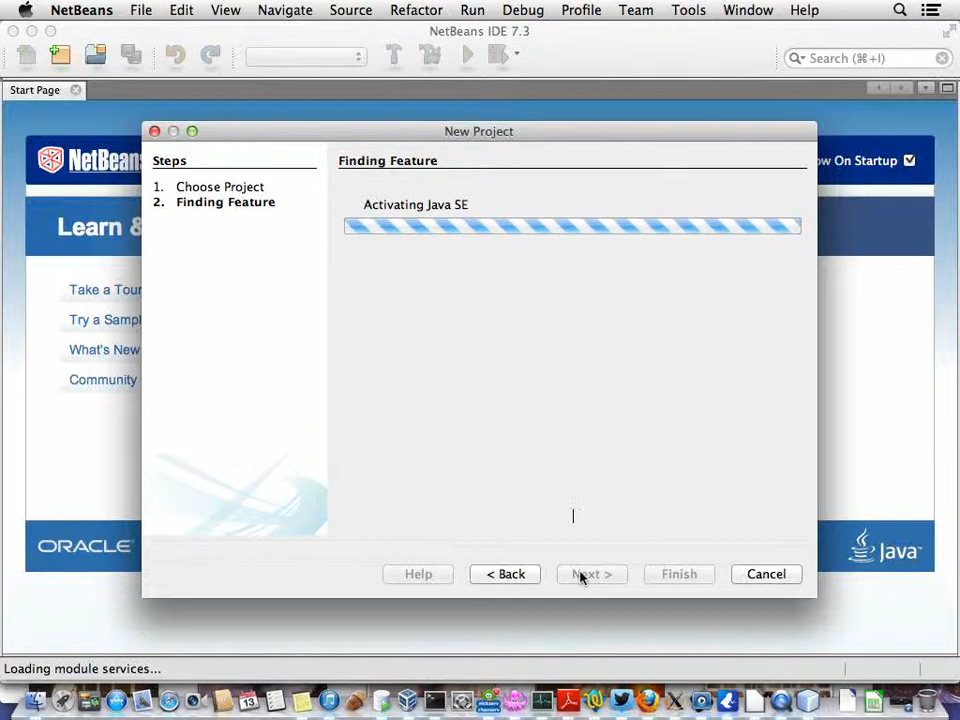 NetBeans File Edit View Navigate Source Refactor Run Debug Profile Team Tools Window Help
NetBeans IDE 7.3
Search (⌘+I)
Start Page
New Project
NetBeans
ow On Startup
Steps
Finding Feature
1. Choose Project
2. Finding Feature
Activating Java SE
Learn &
Take a Tour
Try a Sampl
What's New
Community
ORACLE
Java
Help
< Back
Next >
Finish
Cancel
Loading module services...